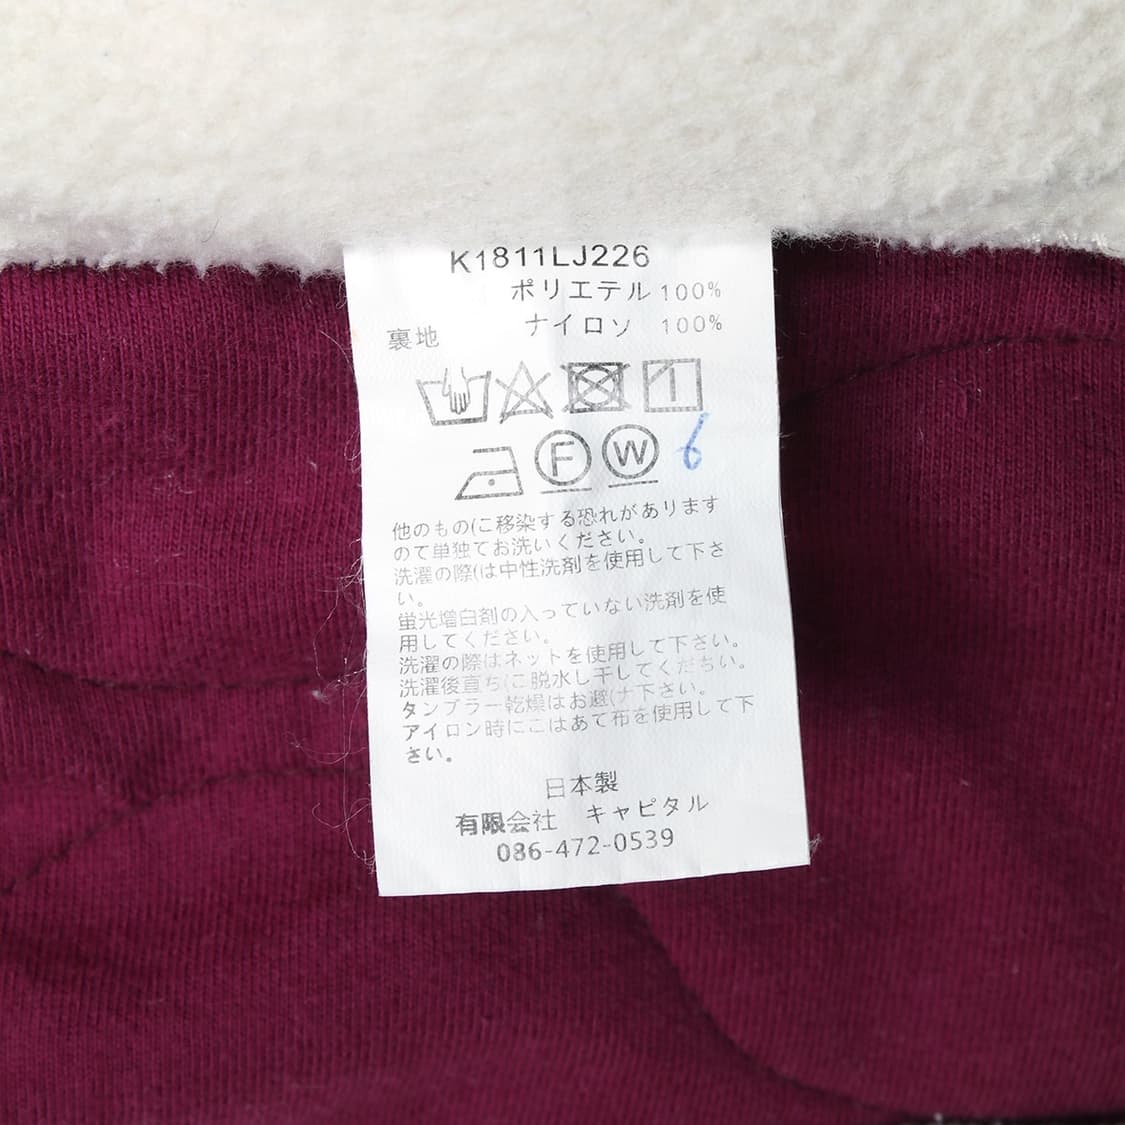 K1811LJ226
ポリエテル 100%
裏地 ナイロソ 100%
F W 6
他のもの(こ移染する恐れがあります
ので単独てお洗いください。
洗濯の際(は中性洗剤を使用して下さ
い。
蛍光増白剤の入っていない洗剤を使
用してください。
洗濯の際はネットを使用して下さい。
洗濯後直ち(こ脱水し干してくださぃ。
タンブラー乾燥はお避(ナ下さい。
アイロン時にこはあて布を使用して下
さい。
日本製
有限会社 キャピタル
086-472-0539